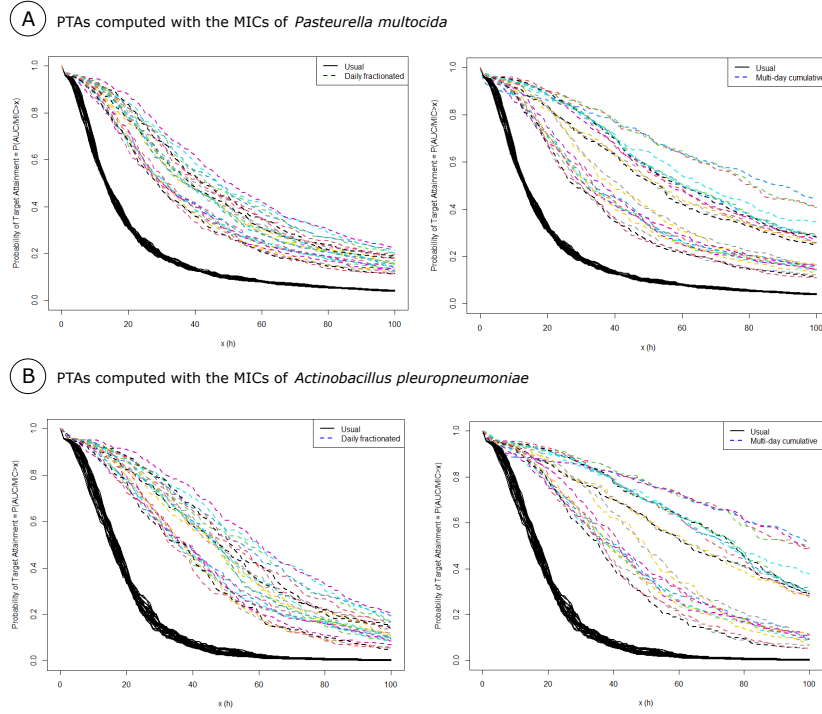 A PTAs computed with the MICs of Pasteurella multocida
Probability of Target Attainment = P(AUC/MIC>x)
1.0
0.8
0.6
0.4
0.2
0.0
Usual
Daily fractionated
0 20 40 60 80 100
x (h)
Probability of Target Attainment = P(AUC/MIC>x)
1.0
0.8
0.6
0.4
0.2
0.0
Usual
Multi-day cumulative
0 20 40 60 80 100
x (h)
B PTAs computed with the MICs of Actinobacillus pleuropneumoniae
Probability of Target Attainment = P(AUC/MIC>x)
1.0
0.8
0.6
0.4
0.2
0.0
Usual
Daily fractionated
0 20 40 60 80 100
x (h)
Probability of Target Attainment = P(AUC/MIC>x)
1.0
0.8
0.6
0.4
0.2
0.0
Usual
Multi-day cumulative
0 20 40 60 80 100
x (h)